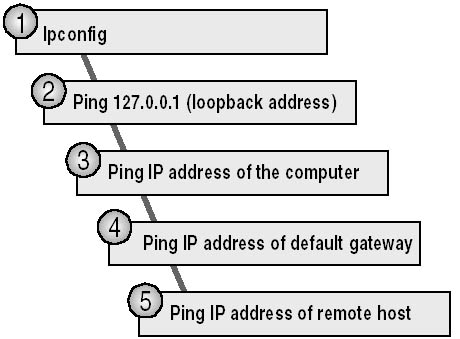 1 Ipconfig
2 Ping 127.0.0.1 (loopback address)
3 Ping IP address of the computer
4 Ping IP address of default gateway
5 Ping IP address of remote host